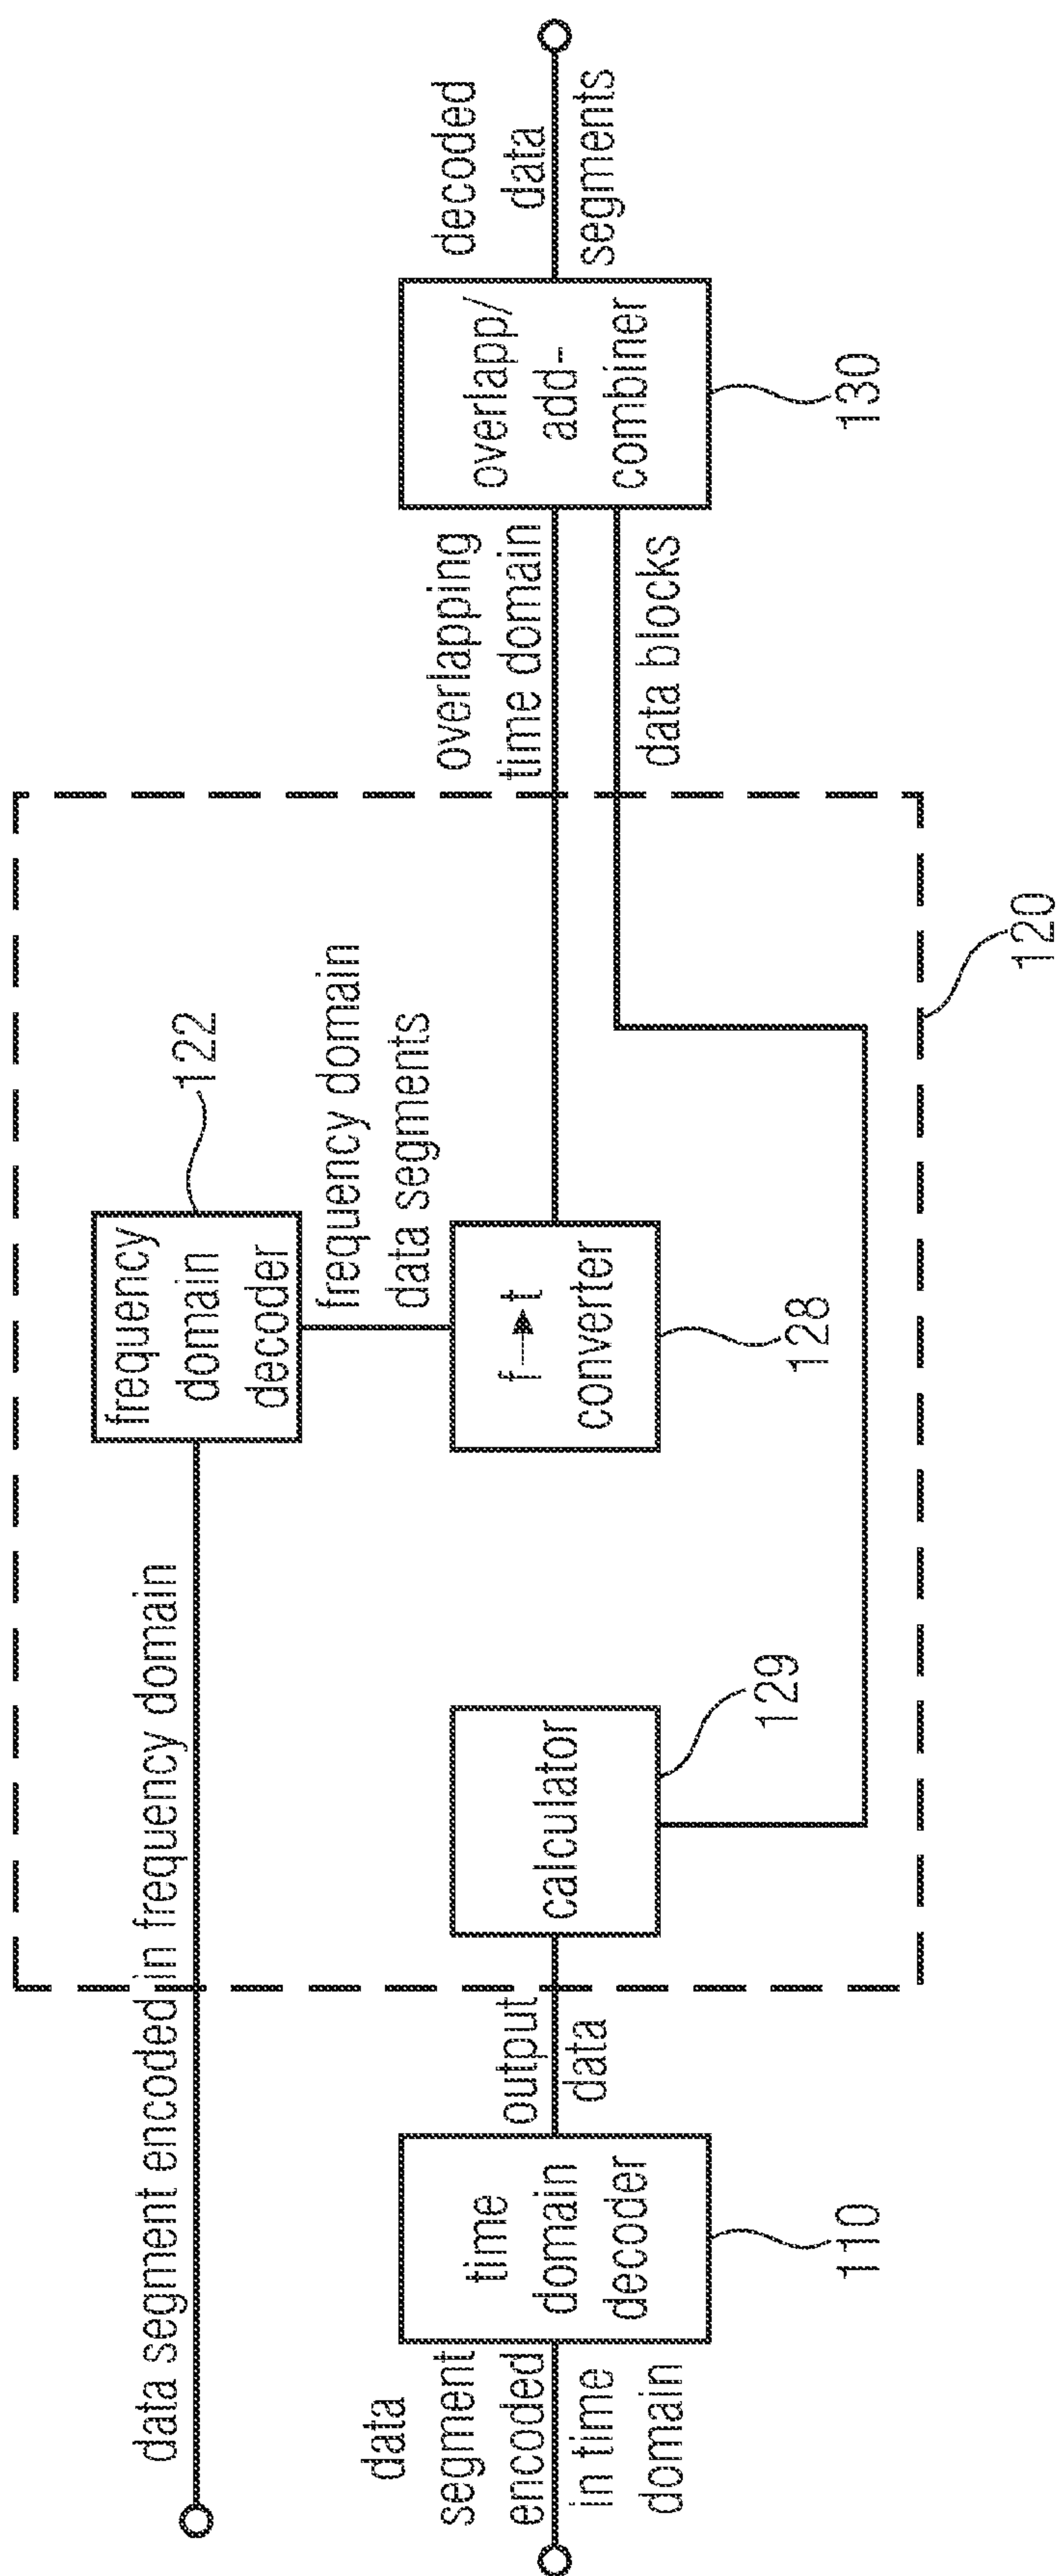 data segment encoded in frequency domain
frequency
domain
decoder
122
frequency domain
data segments
data
segment
encoded
in time
domain
time
domain
decoder
110
output
data
calculator
129
f→t
converter
128
overlapping
time domain
data blocks
overlapp/
add-
combiner
130
decoded
data
segments
120